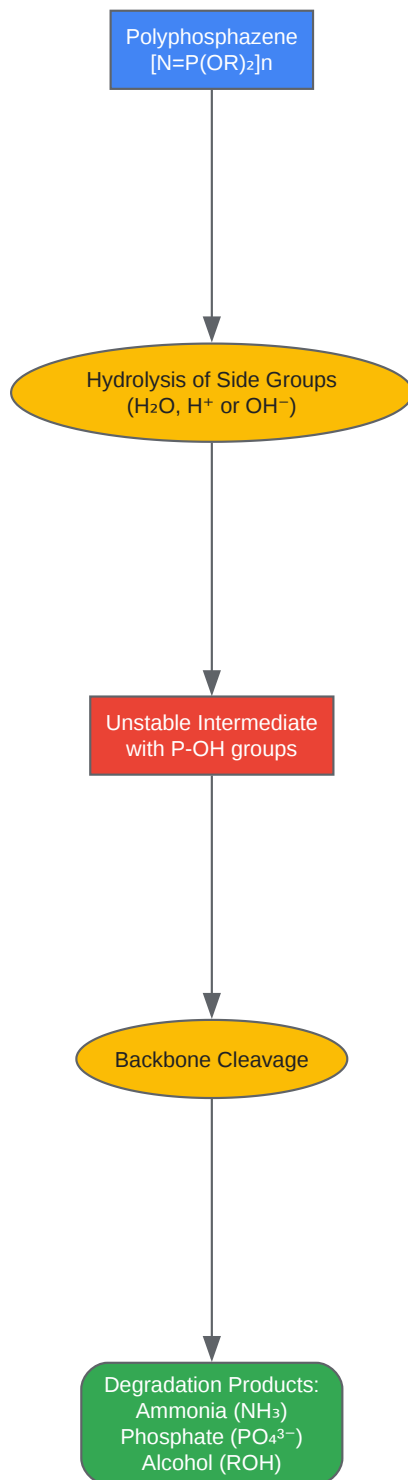 Polyphosphazene
[N=P(OR)₂]n
Hydrolysis of Side Groups
(H₂O, H⁺ or OH⁻)
Unstable Intermediate
with P-OH groups
Backbone Cleavage
Degradation Products:
Ammonia (NH₃)
Phosphate (PO₄³⁻)
Alcohol (ROH)